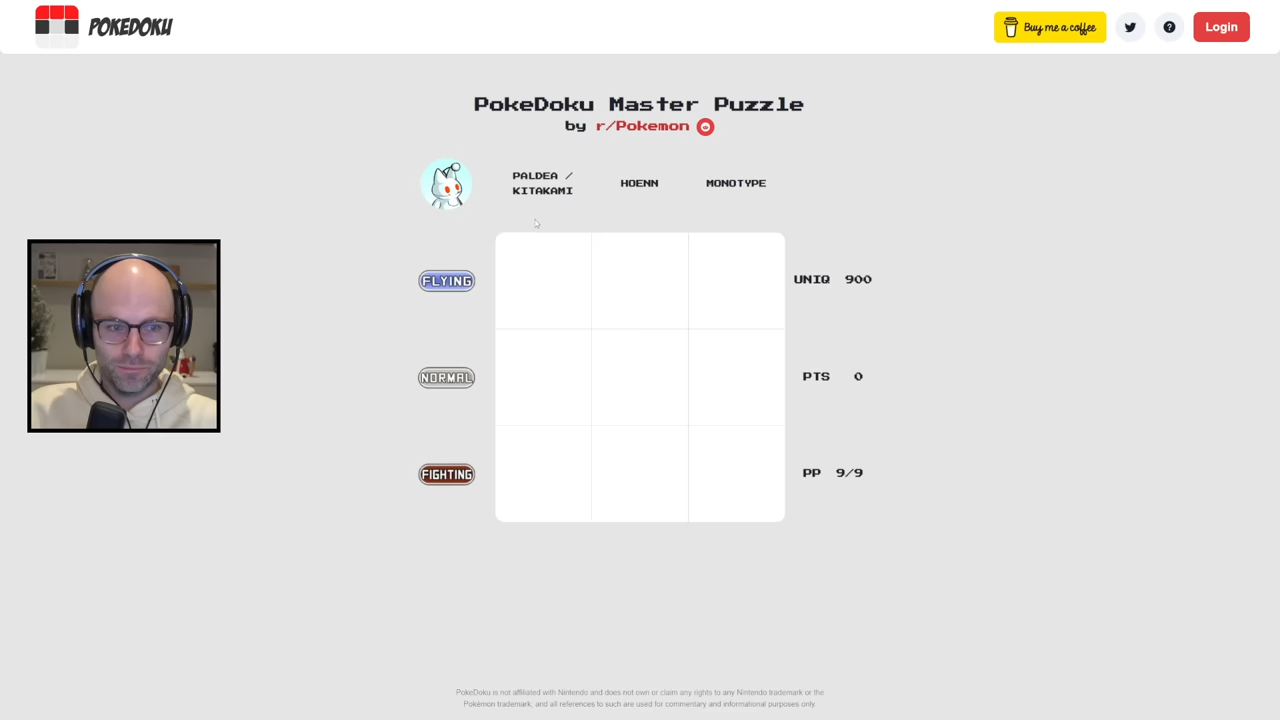 POKEDOKU
Buy me a coffee
Login
PokeDoku Master Puzzle
by r/Pokemon
PALDEA / KITAKAMI
HOENN
MONOTYPE
FLYING
UNIQ 900
NORMAL
PTS 0
FIGHTING
PP 9/9
PokeDoku is not affiliated with Nintendo and does not own or claim any rights to any Nintendo trademark or the
Pokémon trademark, and all references to such are used for commentary and informational purposes only.